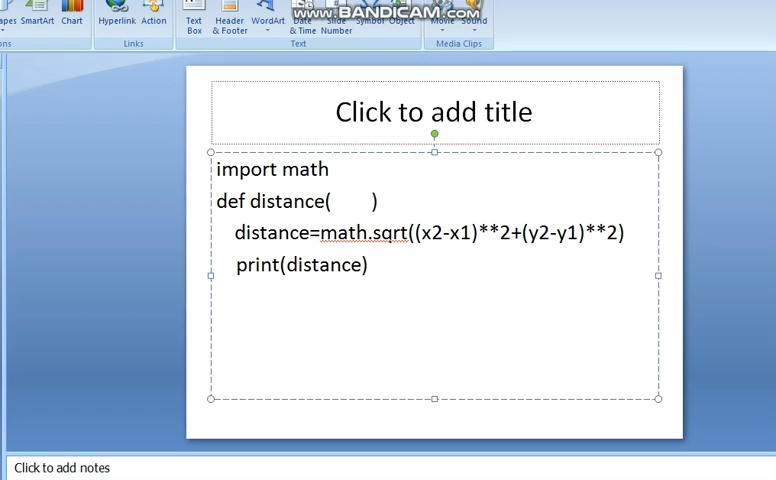 www.BANDICAM.com
SmartArt Chart Hyperlink Action Text Box Header & Footer WordArt Date & Time Slide Number Symbol Object Movie Sound
Links Text Media Clips
Click to add title
import math
def distance( )
distance=math.sqrt((x2-x1)**2+(y2-y1)**2)
print(distance)
Click to add notes